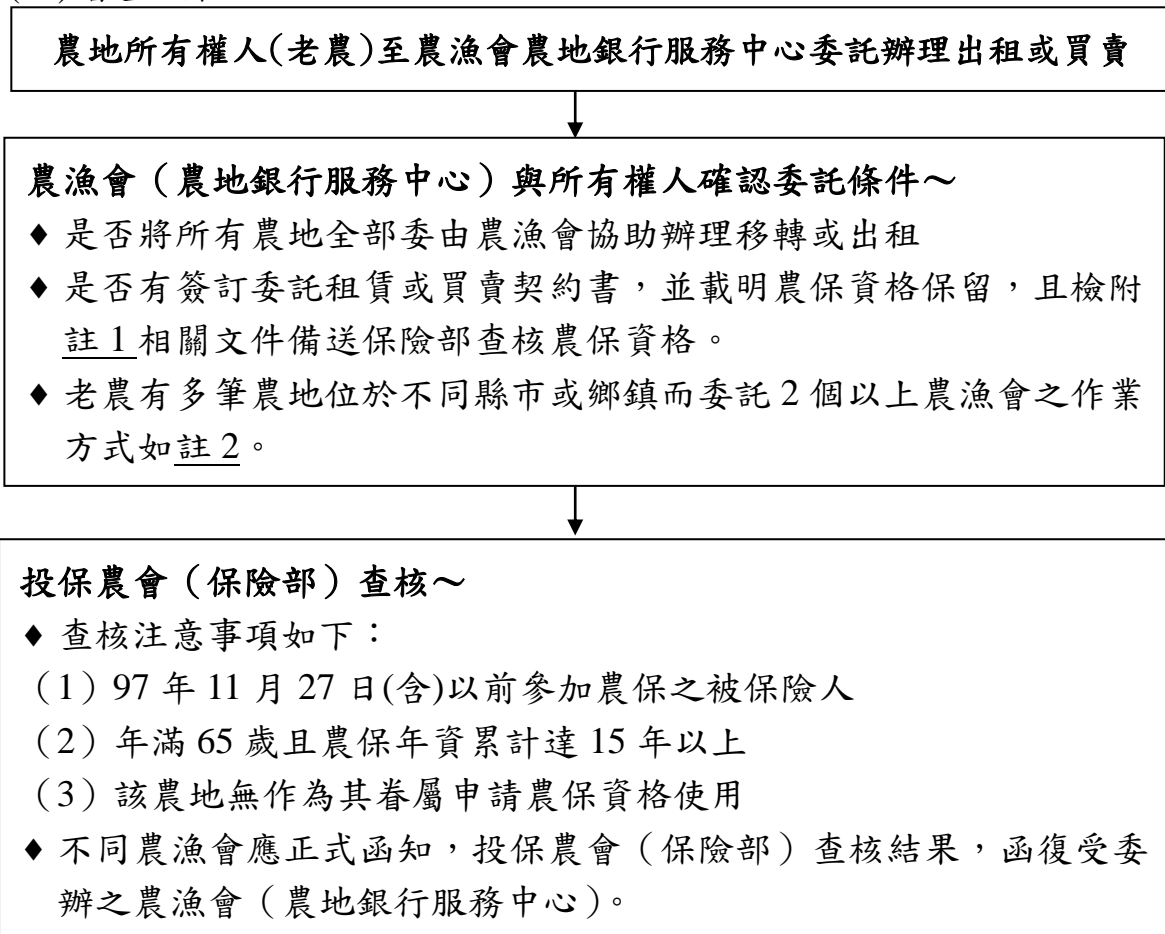 農地所有權人(老農)至農漁會農地銀行服務中心委託辦理出租或買賣
農漁會（農地銀行服務中心）與所有權人確認委託條件～
♦ 是否將所有農地全部委由農漁會協助辦理移轉或出租
♦ 是否有簽訂委託租賃或買賣契約書，並載明農保資格保留，且檢附
註 1 相關文件備送保險部查核農保資格。
♦ 老農有多筆農地位於不同縣市或鄉鎮而委託 2 個以上農漁會之作業
方式如註 2。
投保農會（保險部）查核～
♦ 查核注意事項如下：
（1）97 年 11 月 27 日(含)以前參加農保之被保險人
（2）年滿 65 歲且農保年資累計達 15 年以上
（3）該農地無作為其眷屬申請農保資格使用
♦ 不同農漁會應正式函知，投保農會（保險部）查核結果，函復受委
辦之農漁會（農地銀行服務中心）。